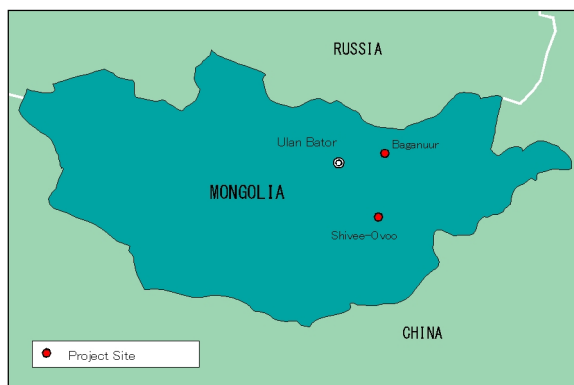 RUSSIA
Ulan Bator
Baganuur
MONGOLIA
Shivee-Ovoo
CHINA
Project Site